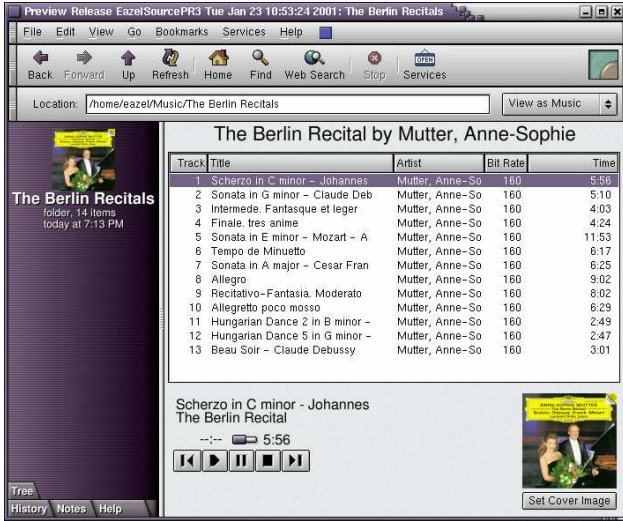 Preview Release EazelSourcePR3 Tue Jan 23 10:53:24 2001: The Berlin Recitals
File Edit View Go Bookmarks Services Help
OPEN
Back Forward Up Refresh Home Find Web Search Stop Services
Location: /home/eazel/Music/The Berlin Recitals View as Music
The Berlin Recitals
folder, 14 items
today at 7:13 PM
The Berlin Recital by Mutter, Anne-Sophie
Track Title Artist Bit Rate Time
1 Scherzo in C minor - Johannes Mutter, Anne-So 160 5:56
2 Sonata in G minor - Claude Deb Mutter, Anne-So 160 5:10
3 Intermede. Fantasque et leger Mutter, Anne-So 160 4:03
4 Finale. tres anime Mutter, Anne-So 160 4:24
5 Sonata in E minor - Mozart - A Mutter, Anne-So 160 11:53
6 Tempo de Minuetto Mutter, Anne-So 160 6:17
7 Sonata in A major - Cesar Fran Mutter, Anne-So 160 6:25
8 Allegro Mutter, Anne-So 160 9:02
9 Recitativo-Fantasia. Moderato Mutter, Anne-So 160 8:02
10 Allegretto poco mosso Mutter, Anne-So 160 6:29
11 Hungarian Dance 2 in B minor - Mutter, Anne-So 160 2:49
12 Hungarian Dance 5 in G minor - Mutter, Anne-So 160 2:47
13 Beau Soir - Claude Debussy Mutter, Anne-So 160 3:01
Scherzo in C minor - Johannes
The Berlin Recital
--:-- 5:56
ANNE-SOPHIE MUTTER
The Berlin Recital
Brahms Debussy Franck Mozart
Set Cover Image
Tree
History Notes Help